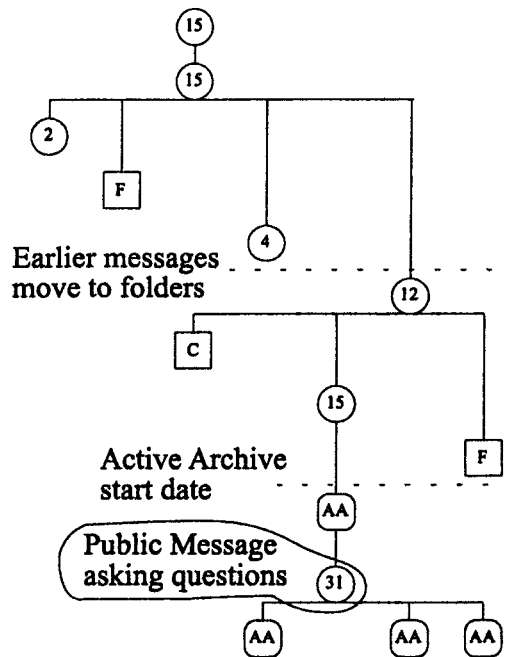 15
15
2
F
4
Earlier messages
move to folders
12
C
15
F
Active Archive
start date
AA
Public Message
asking questions
31
AA
AA
AA